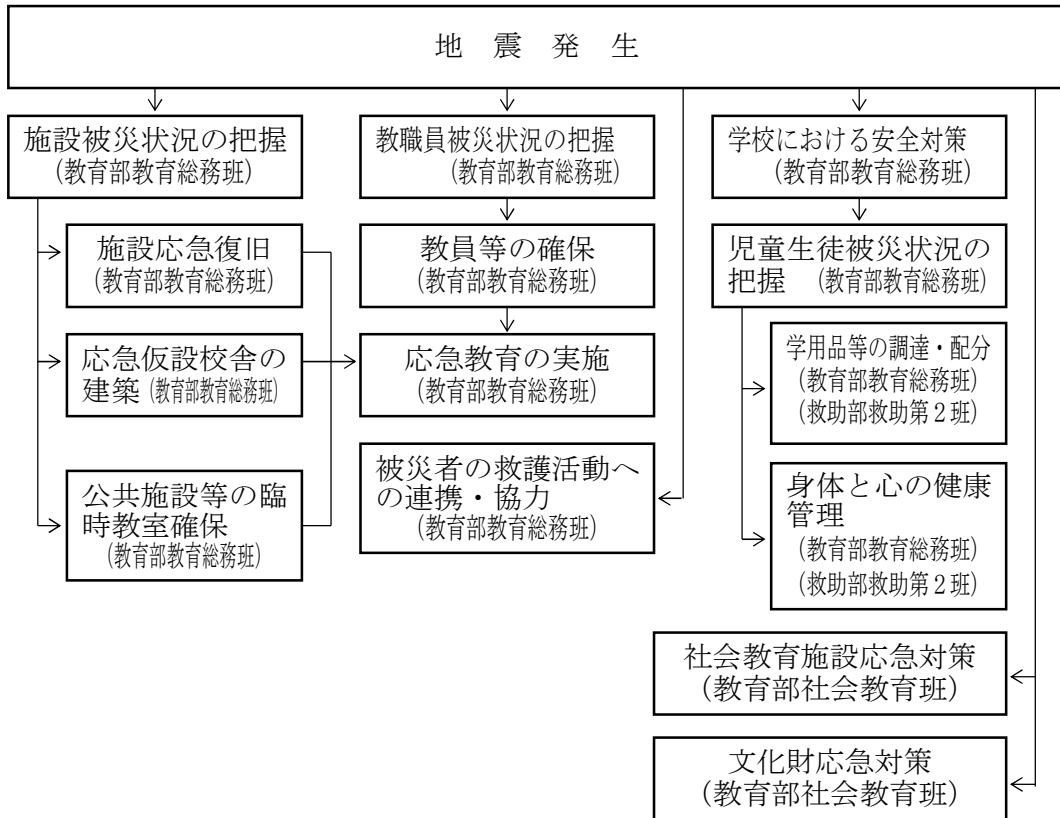 地　震　発　生
施設被災状況の把握
(教育部教育総務班)
教職員被災状況の把握
(教育部教育総務班)
学校における安全対策
(教育部教育総務班)
施設応急復旧
(教育部教育総務班)
教員等の確保
(教育部教育総務班)
児童生徒被災状況の
把握　(教育部教育総務班)
応急仮設校舎の
建築 (教育部教育総務班)
応急教育の実施
(教育部教育総務班)
学用品等の調達・配分
(教育部教育総務班)
(救助部救助第２班)
公共施設等の臨
時教室確保
(教育部教育総務班)
被災者の救護活動へ
の連携・協力
(教育部教育総務班)
身体と心の健康
管理
(教育部教育総務班)
(救助部救助第２班)
社会教育施設応急対策
(教育部社会教育班)
文化財応急対策
(教育部社会教育班)